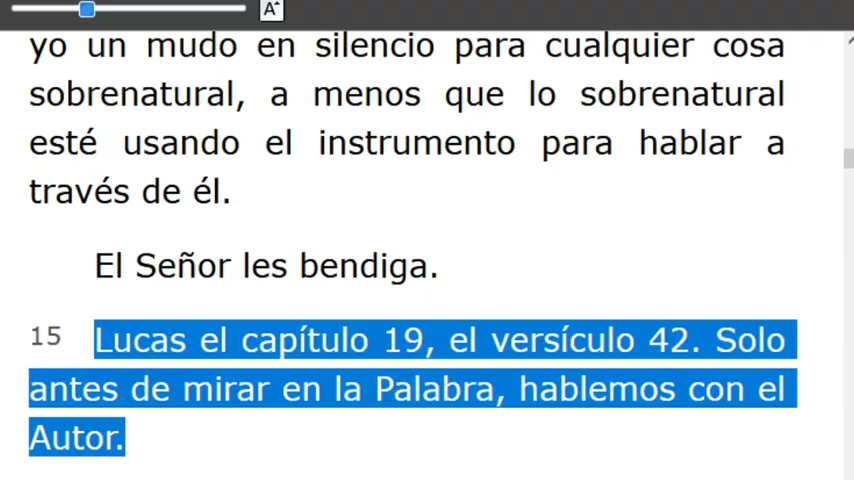 A
yo un mudo en silencio para cualquier cosa
sobrenatural, a menos que lo sobrenatural
esté usando el instrumento para hablar a
través de él.
El Señor les bendiga.
15 Lucas el capítulo 19, el versículo 42. Solo
antes de mirar en la Palabra, hablemos con el
Autor.